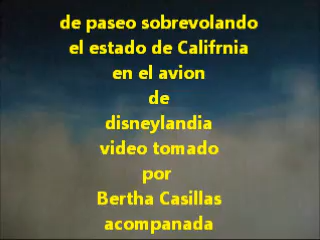 de paseo sobrevolando
el estado de Califrnia
en el avion
de
disneylandia
video tomado
por
Bertha Casillas
acompanada